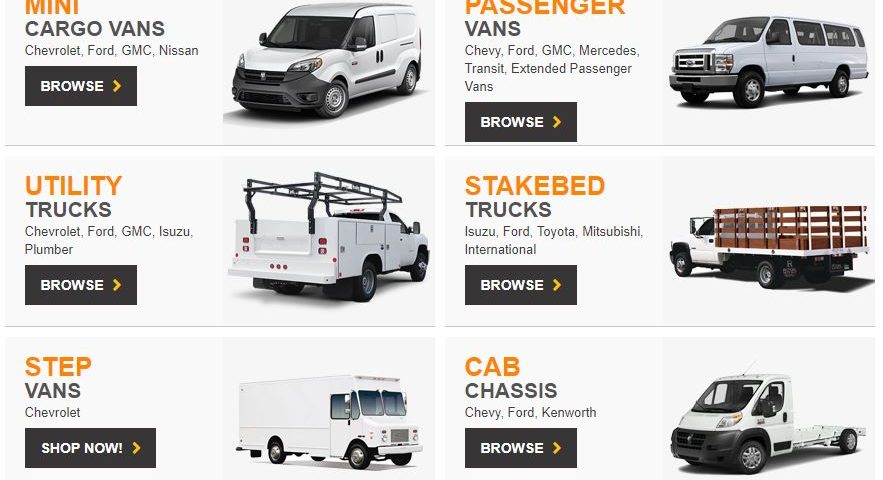 MINI
CARGO VANS
Chevrolet, Ford, GMC, Nissan
BROWSE
PASSENGER
VANS
Chevy, Ford, GMC, Mercedes,
Transit, Extended Passenger
Vans
BROWSE
UTILITY
TRUCKS
Chevrolet, Ford, GMC, Isuzu,
Plumber
BROWSE
STAKEBED
TRUCKS
Isuzu, Ford, Toyota, Mitsubishi,
International
BROWSE
STEP
VANS
Chevrolet
SHOP NOW!
CAB
CHASSIS
Chevy, Ford, Kenworth
BROWSE